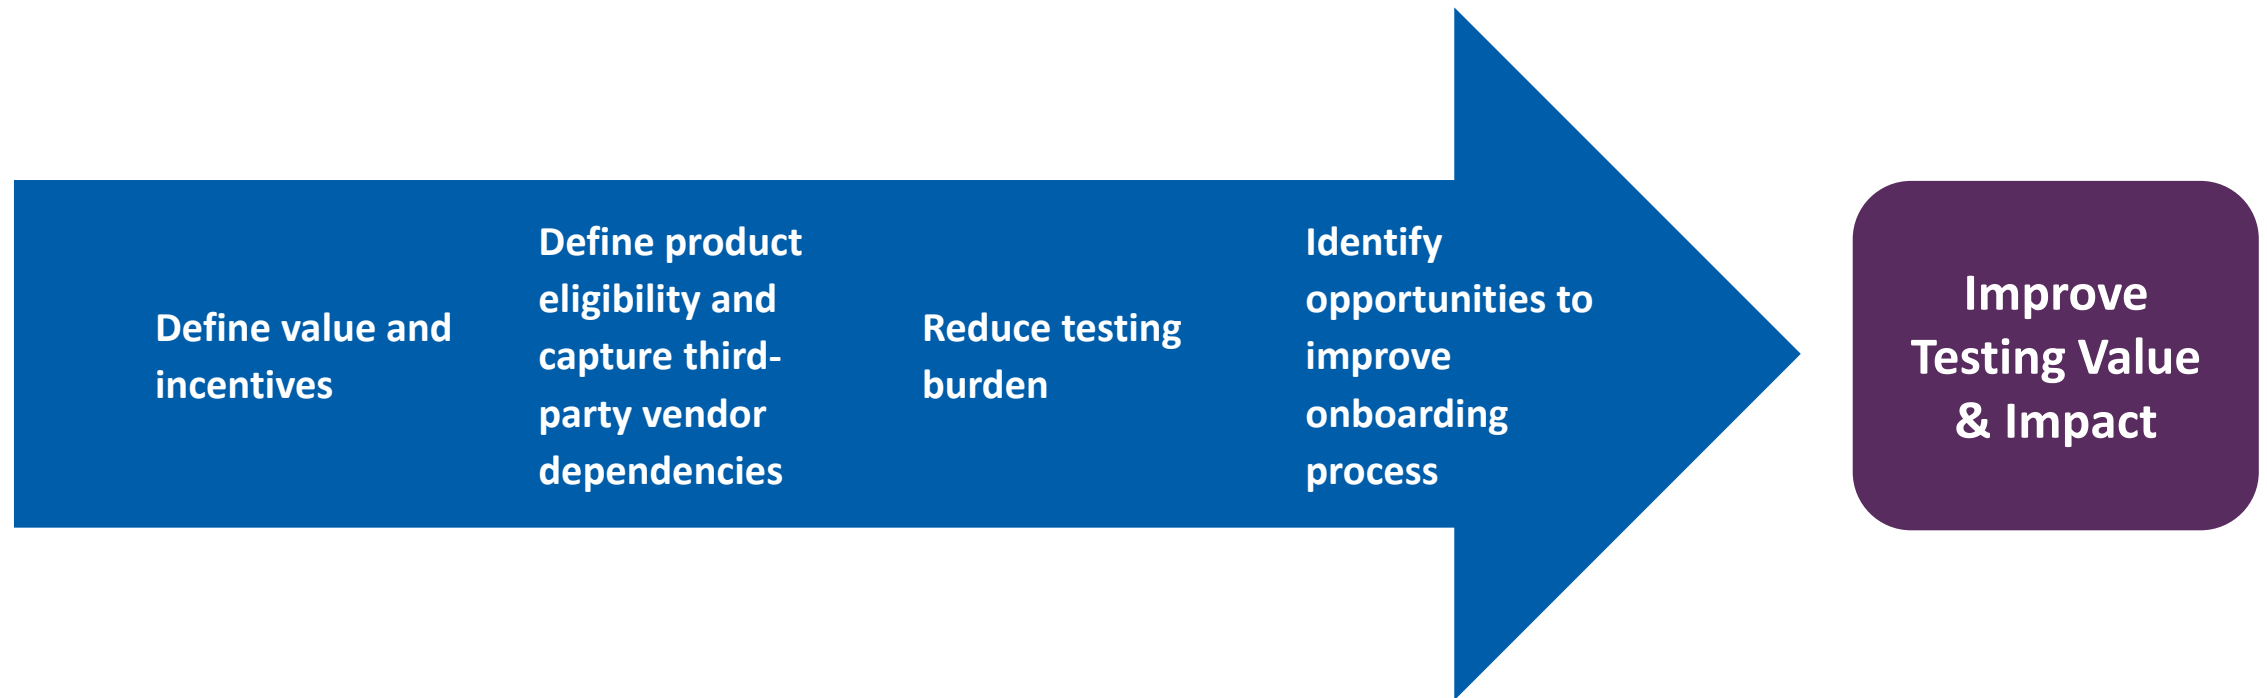 Define value and
incentives
Define product
eligibility and
capture third-
party vendor
dependencies
Reduce testing
burden
Identify
opportunities to
improve
onboarding
process
Improve
Testing Value
& Impact